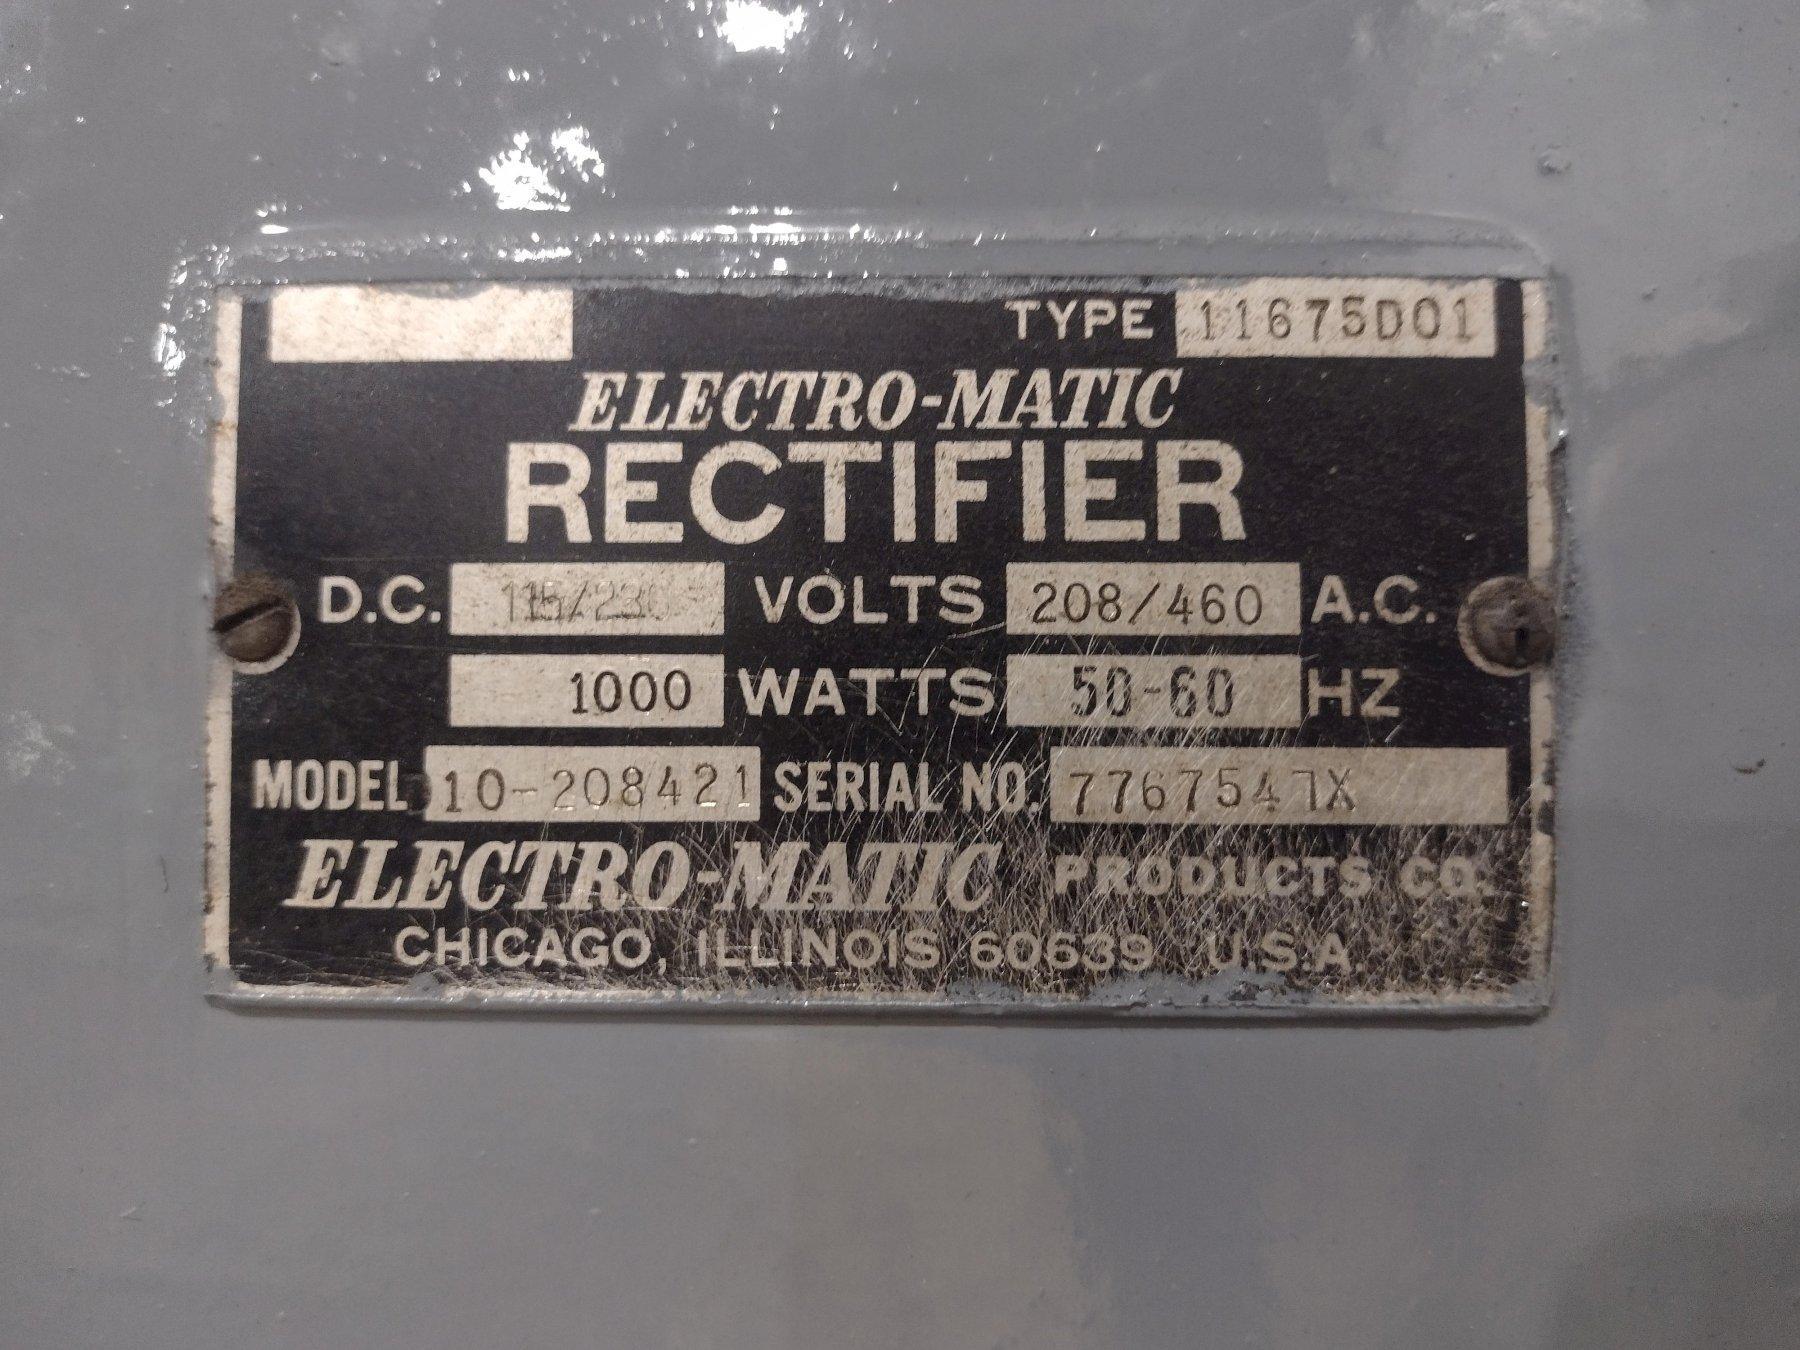 TYPE 11675D01
ELECTRO-MATIC
RECTIFIER
D.C. 115/230 VOLTS 208/460 A.C.
1000 WATTS 50-60 HZ
MODEL 10-208421 SERIAL NO. 7767547X
ELECTRO-MATIC PRODUCTS CO.
CHICAGO, ILLINOIS 60639 U.S.A.